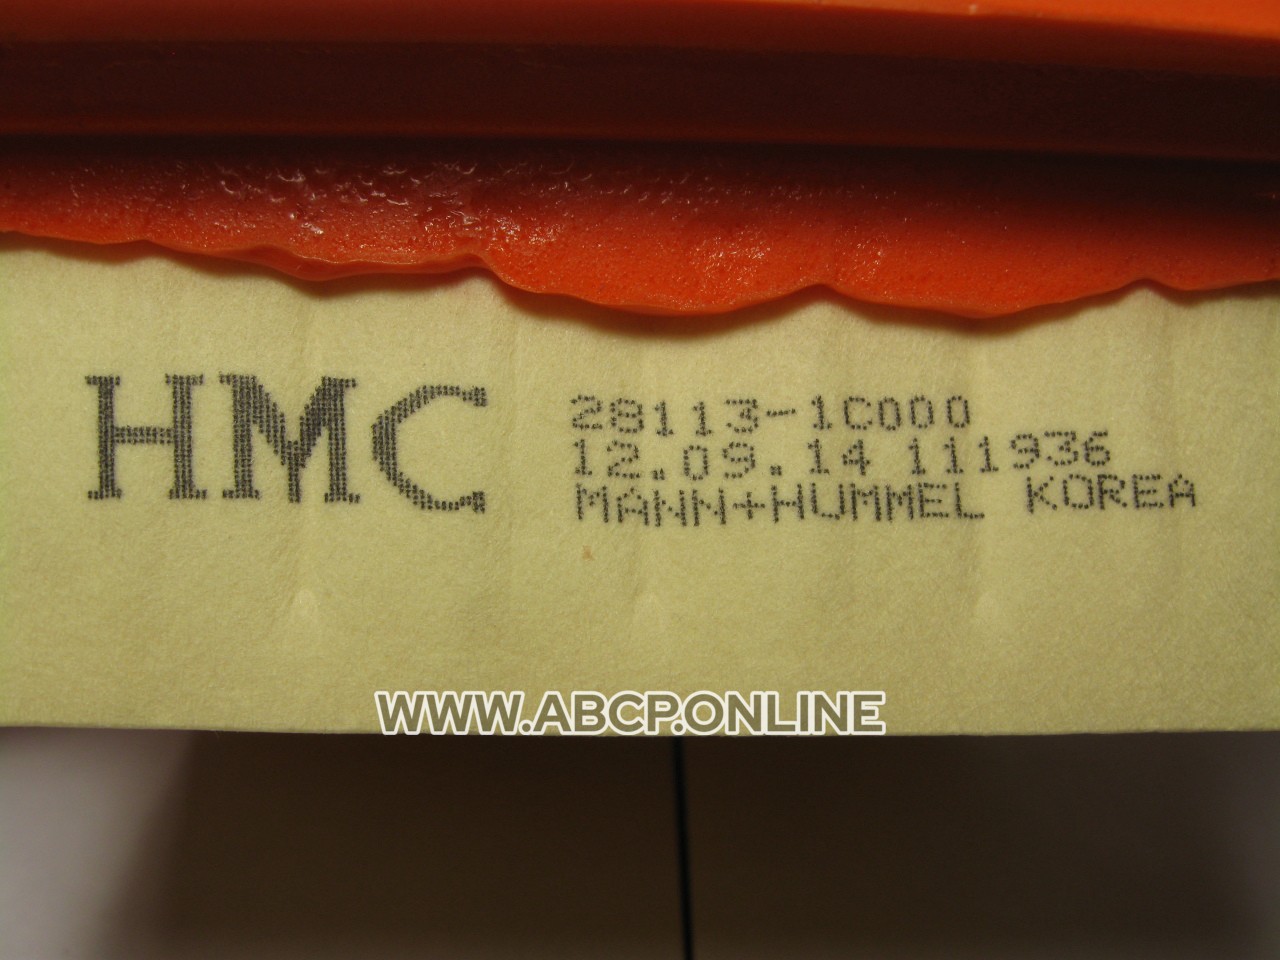 HMC
28113-1C000
12.09.14 111936
MANN+HUMMEL KOREA
WWW.ABCP.ONLINE